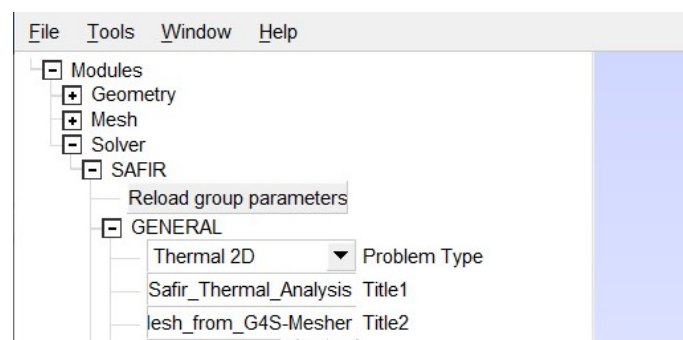 File Tools Window Help
Modules
Geometry
Mesh
Solver
SAFIR
Reload group parameters
GENERAL
Thermal 2D Problem Type
Safir_Thermal_Analysis Title1
lesh_from_G4S-Mesher Title2